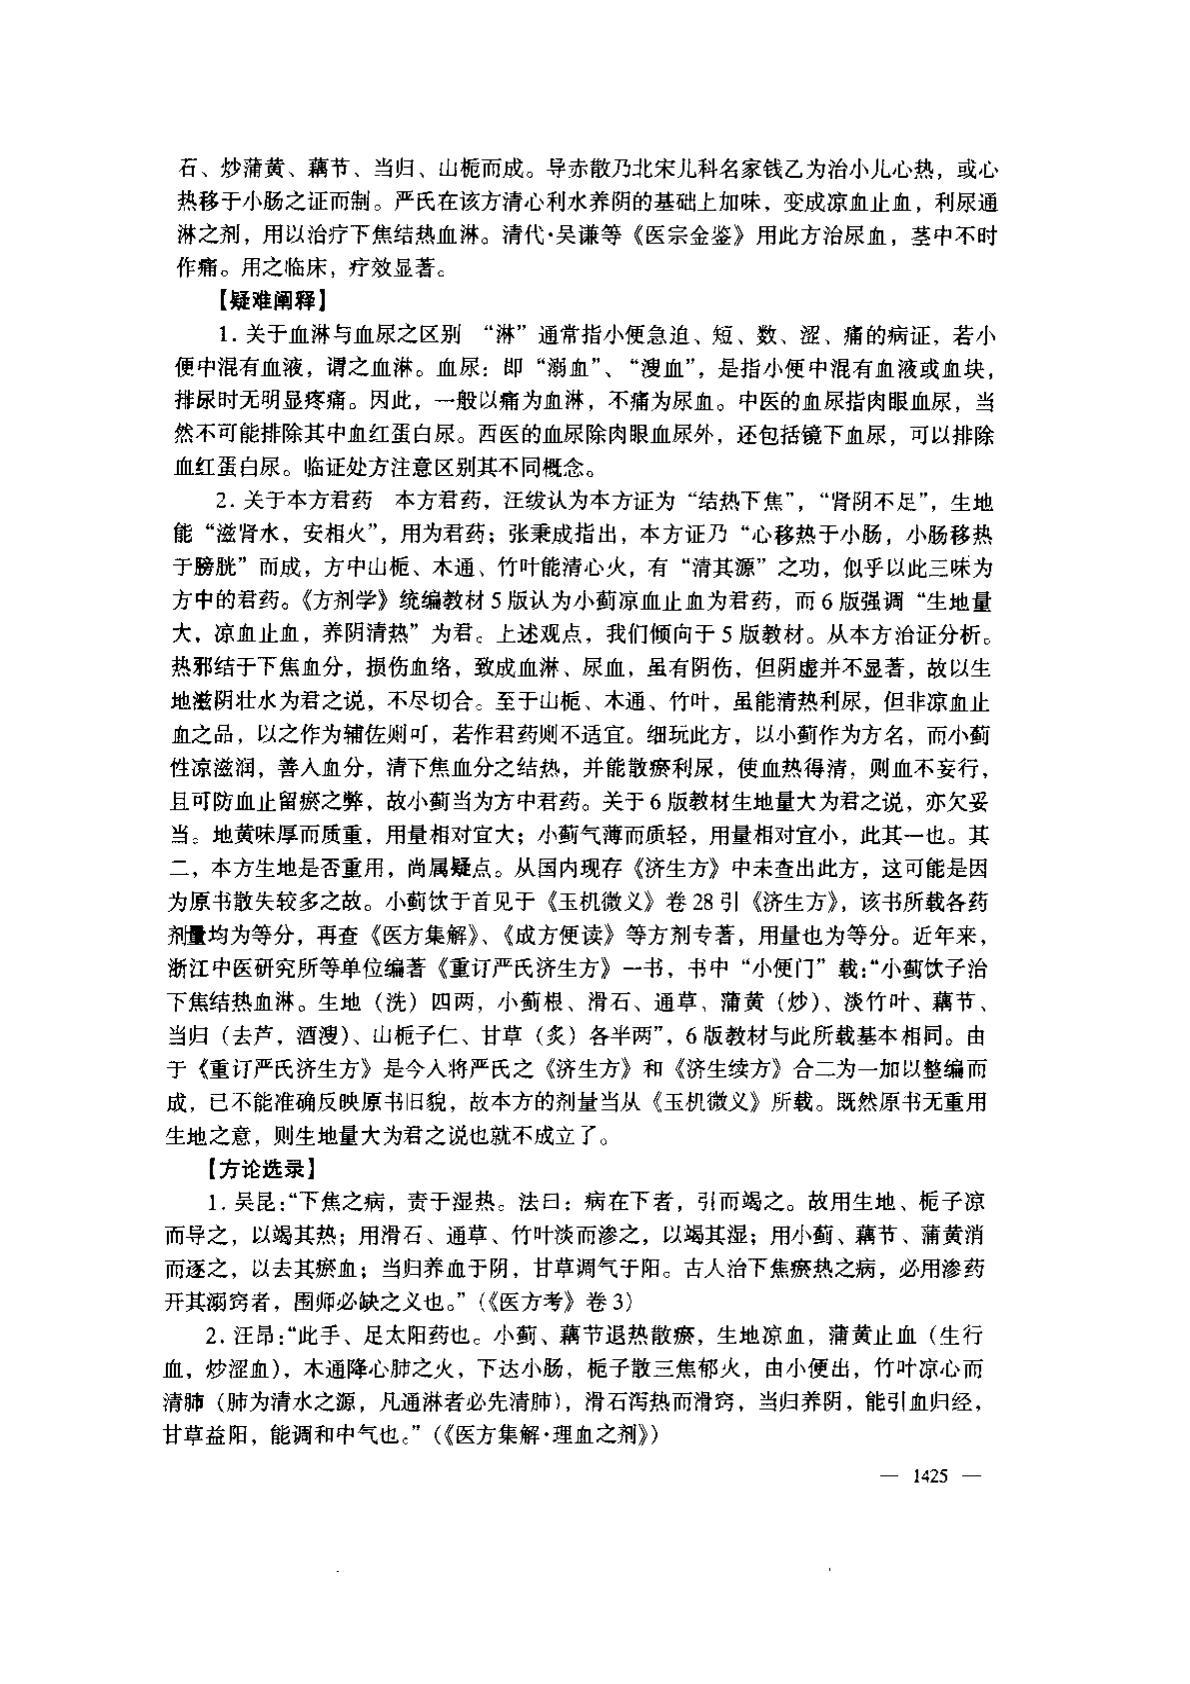 石、炒蒲黄、藕节、当归、山栀而成。导赤散乃北宋儿科名家钱乙为治小儿心热，或心
热移于小肠之证而制。严氏在该方清心利水养阴的基础上加味，变成凉血止血，利尿通
淋之剂，用以治疗下焦结热血淋。清代·吴谦等《医宗金鉴》用此方治尿血，茎中不时
作痛。用之临床，疗效显著。
【疑难阐释】
1. 关于血淋与血尿之区别　“淋”通常指小便急迫、短、数、涩、痛的病证，若小
便中混有血液，谓之血淋。血尿：即“溺血”、“溲血”，是指小便中混有血液或血块，
排尿时无明显疼痛。因此，一般以痛为血淋，不痛为尿血。中医的血尿指肉眼血尿，当
然不可能排除其中血红蛋白尿。西医的血尿除肉眼血尿外，还包括镜下血尿，可以排除
血红蛋白尿。临证处方注意区别其不同概念。
2. 关于本方君药　本方君药，汪绂认为本方证为“结热下焦”，“肾阴不足”，生地
能“滋肾水，安相火”，用为君药；张秉成指出，本方证乃“心移热于小肠，小肠移热
于膀胱”而成，方中山栀、木通、竹叶能清心火，有“清其源”之功，似乎以此三味为
方中的君药。《方剂学》统编教材 5 版认为小蓟凉血止血为君药，而 6 版强调“生地量
大，凉血止血，养阴清热”为君。上述观点，我们倾向于 5 版教材。从本方治证分析。
热邪结于下焦血分，损伤血络，致成血淋、尿血，虽有阴伤，但阴虚并不显著，故以生
地滋阴壮水为君之说，不尽切合。至于山栀、木通、竹叶，虽能清热利尿，但非凉血止
血之品，以之作为辅佐则可，若作君药则不适宜。细玩此方，以小蓟作为方名，而小蓟
性凉滋润，善入血分，清下焦血分之结热，并能散瘀利尿，使血热得清，则血不妄行，
且可防血止留瘀之弊，故小蓟当为方中君药。关于 6 版教材生地量大为君之说，亦欠妥
当。地黄味厚而质重，用量相对宜大；小蓟气薄而质轻，用量相对宜小，此其一也。其
二，本方生地是否重用，尚属疑点。从国内现存《济生方》中未查出此方，这可能是因
为原书散失较多之故。小蓟饮于首见于《玉机微义》卷 28 引《济生方》，该书所载各药
剂量均为等分，再查《医方集解》、《成方便读》等方剂专著，用量也为等分。近年来，
浙江中医研究所等单位编著《重订严氏济生方》一书，书中“小便门”载：“小蓟饮子治
下焦结热血淋。生地（洗）四两，小蓟根、滑石、通草、蒲黄（炒）、淡竹叶、藕节、
当归（去芦，酒溲）、山栀子仁、甘草（炙）各半两”，6 版教材与此所载基本相同。由
于《重订严氏济生方》是今人将严氏之《济生方》和《济生续方》合二为一加以整编而
成，已不能准确反映原书旧貌，故本方的剂量当从《玉机微义》所载。既然原书无重用
生地之意，则生地量大为君之说也就不成立了。
【方论选录】
1. 吴昆：“下焦之病，责于湿热。法曰：病在下者，引而竭之。故用生地、栀子凉
而导之，以竭其热；用滑石、通草、竹叶淡而渗之，以竭其湿；用小蓟、藕节、蒲黄消
而逐之，以去其瘀血；当归养血于阴，甘草调气于阳。古人治下焦瘀热之病，必用渗药
开其溺窍者，围师必缺之义也。”（《医方考》卷 3）
2. 汪昂：“此手、足太阳药也。小蓟、藕节退热散瘀，生地凉血，蒲黄止血（生行
血，炒涩血），木通降心肺之火，下达小肠，栀子散三焦郁火，由小便出，竹叶凉心而
清肺（肺为清水之源，凡通淋者必先清肺），滑石泻热而滑窍，当归养阴，能引血归经，
甘草益阳，能调和中气也。”（《医方集解·理血之剂》）
— 1425 —